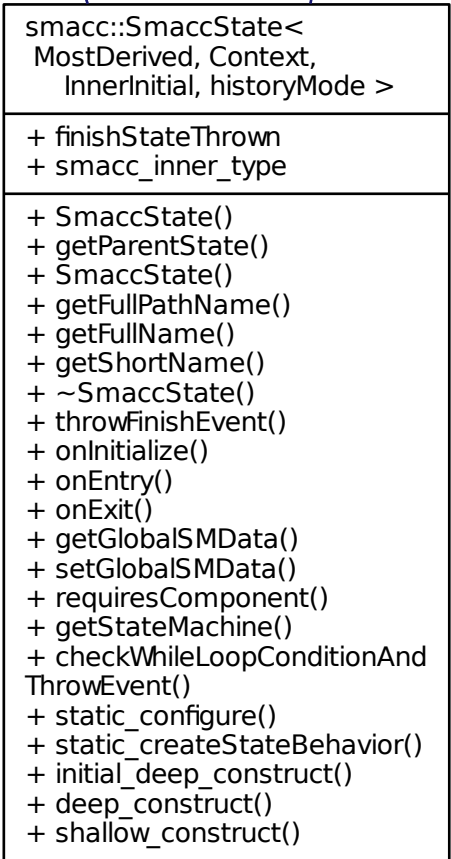 smacc::SmaccState<
MostDerived, Context,
InnerInitial, historyMode >
+ finishStateThrown
+ smacc_inner_type
+ SmaccState()
+ getParentState()
+ SmaccState()
+ getFullPathName()
+ getFullName()
+ getShortName()
+ ~SmaccState()
+ throwFinishEvent()
+ onInitialize()
+ onEntry()
+ onExit()
+ getGlobalSMData()
+ setGlobalSMData()
+ requiresComponent()
+ getStateMachine()
+ checkWhileLoopConditionAnd
ThrowEvent()
+ static_configure()
+ static_createStateBehavior()
+ initial_deep_construct()
+ deep_construct()
+ shallow_construct()